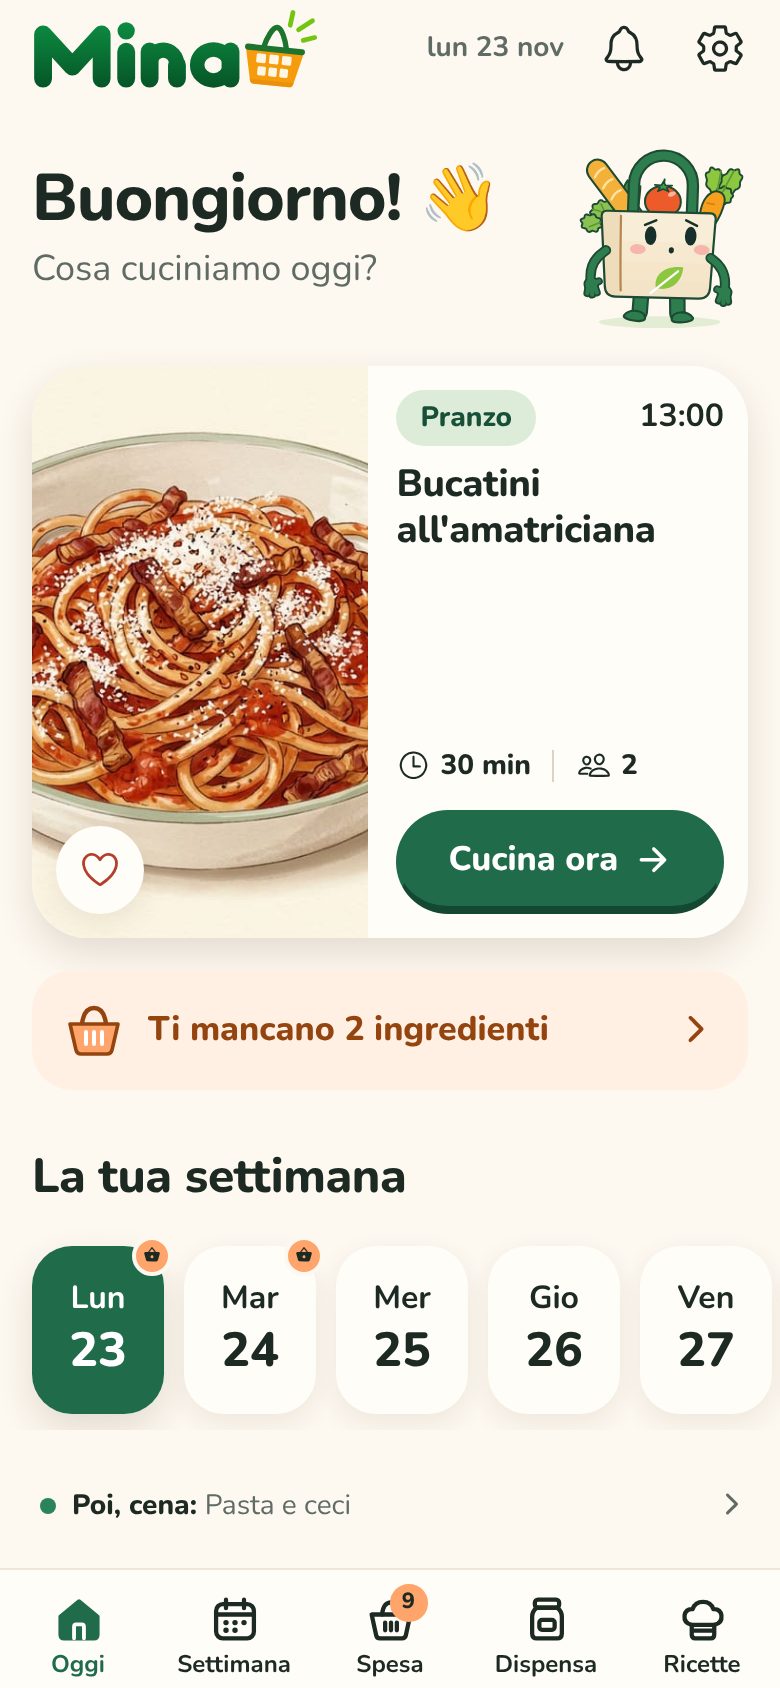 Mina
lun 23 nov
Buongiorno! 👋
Cosa cuciniamo oggi?
Pranzo
13:00
Bucatini
all'amatriciana
30 min
2
Cucina ora →
Ti mancano 2 ingredienti
La tua settimana
Lun
23
Mar
24
Mer
25
Gio
26
Ven
27
Poi, cena: Pasta e ceci
9
Oggi
Settimana
Spesa
Dispensa
Ricette